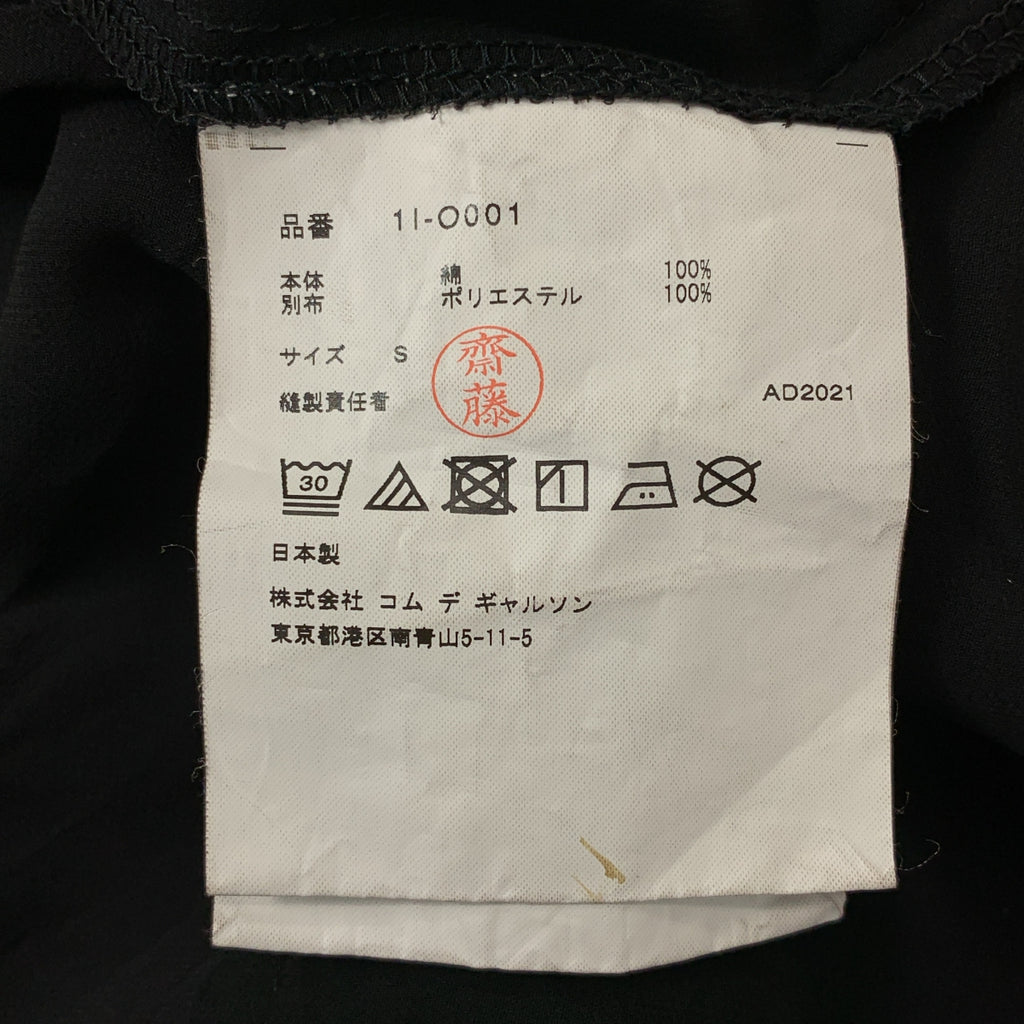 品番 1I-O001
本体 綿 100%
別布 ポリエステル 100%
サイズ S
齋藤
縫製責任者
AD2021
30
日本製
株式会社 コム デ ギャルソン
東京都港区南青山5-11-5